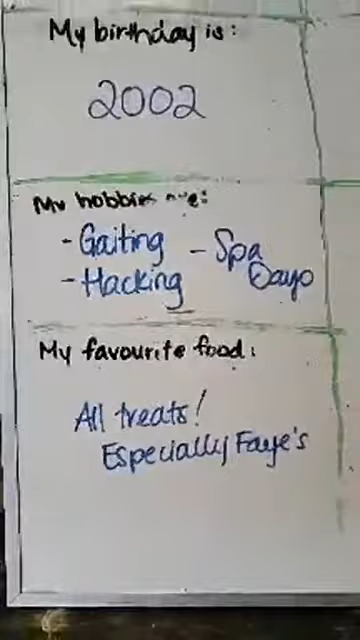 My birthday is:
2002
My hobbies are:
- Gaiting - Spa
- Hacking Days
My favourite food:
All treats!
Especially Faye's